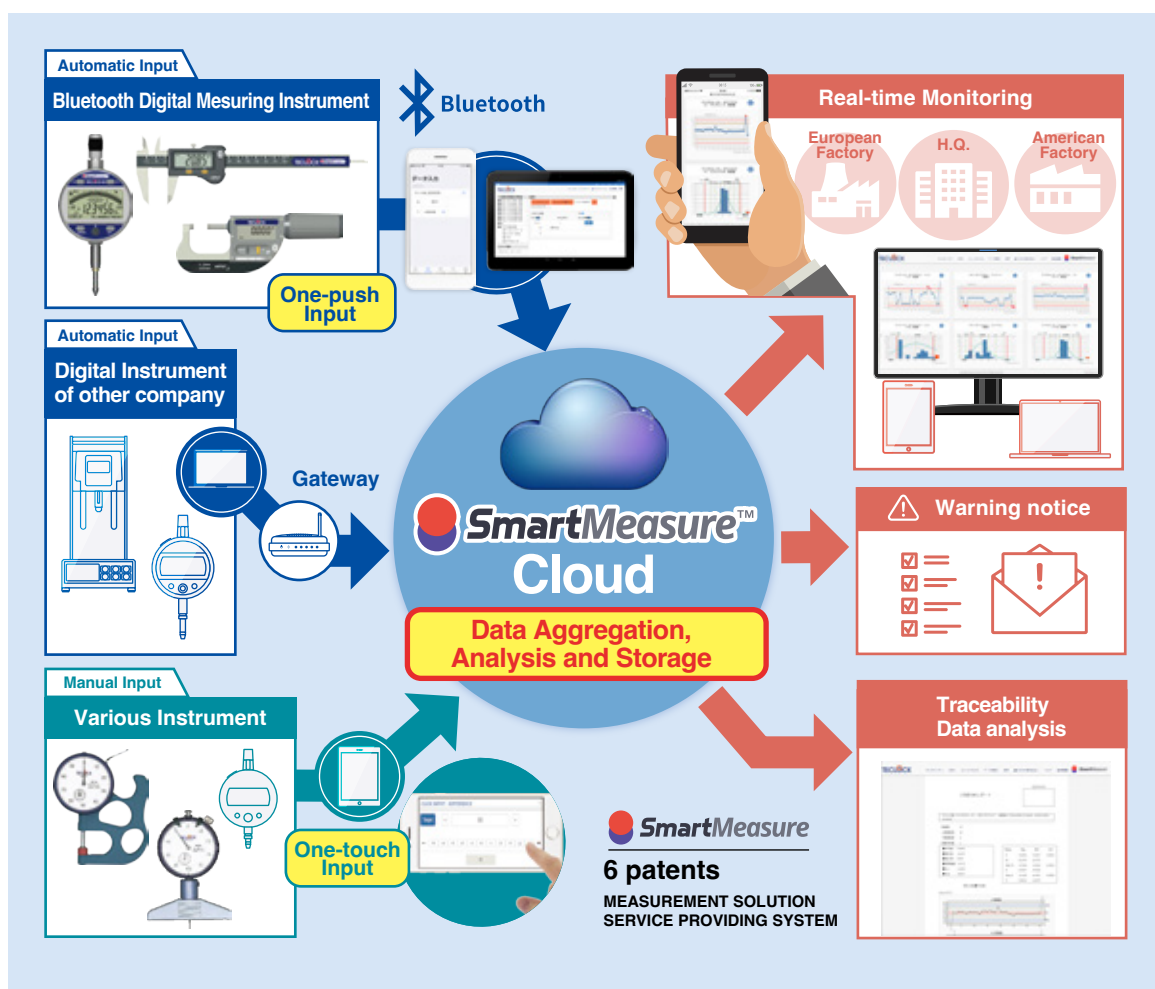 Automatic Input
Bluetooth Digital Mesuring Instrument
One-push
Input
Bluetooth
Automatic Input
Digital Instrument
of other company
Gateway
Manual Input
Various Instrument
One-touch
Input
SmartMeasure™
Cloud
Data Aggregation,
Analysis and Storage
Real-time Monitoring
European
Factory
H.Q.
American
Factory
Warning notice
Traceability
Data analysis
SmartMeasure
6 patents
MEASUREMENT SOLUTION
SERVICE PROVIDING SYSTEM